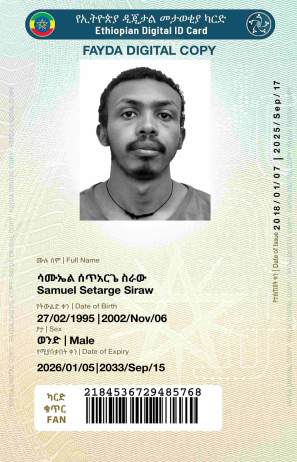 የኢትዮጵያ ዲጂታል መታወቂያ ካርድ
Ethiopian Digital ID Card
FAYDA DIGITAL COPY
ሙሉ ስም | Full Name
ሳሙኤል ሰጥአርጌ ስራው
Samuel Setarge Siraw
የትውልድ ቀን | Date of Birth
27/02/1995 | 2002/Nov/06
ፆታ | Sex
ወንድ | Male
የሚያበቃበት ቀን | Date of Expiry
2026/01/05 | 2033/Sep/15
ካርድ
ቁጥር
FAN
2184536729485768
Date of Issue
2018/01/07 | 2025/Sep/17